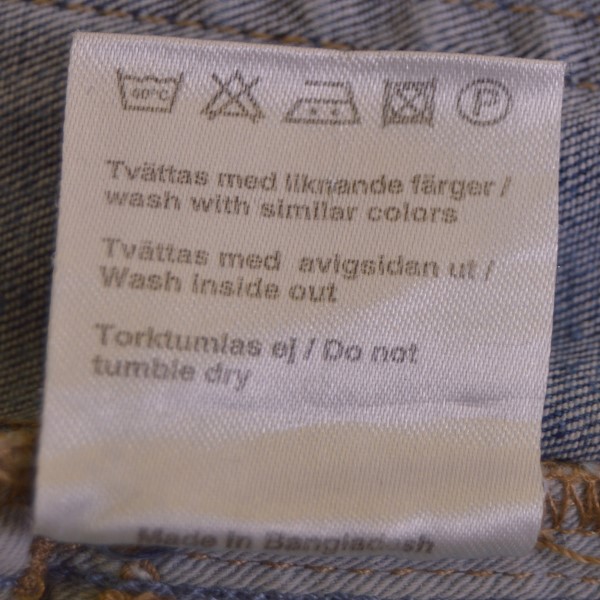 40°C P
Tvättas med liknande färger /
wash with similar colors
Tvättas med avigsidan ut /
Wash inside out
Torktumlas ej / Do not
tumble dry
Made in Bangladesh